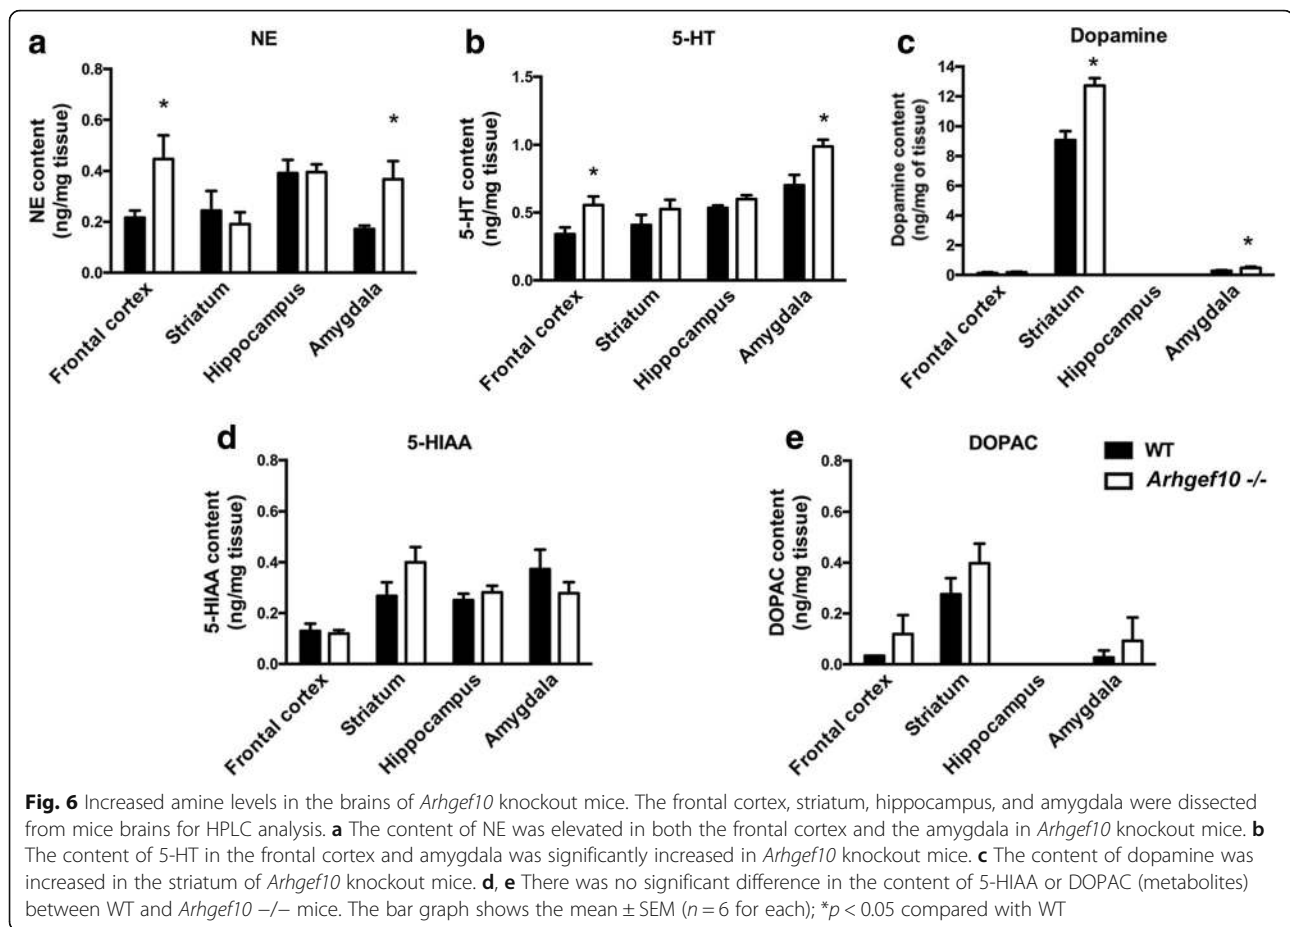 a
NE
NE content
(ng/mg tissue)
0.8
0.6
0.4
0.2
0.0
*
*
Frontal cortex
Striatum
Hippocampus
Amygdala
b
5-HT
5-HT content
(ng/mg tissue)
1.5
1.0
0.5
0.0
*
*
Frontal cortex
Striatum
Hippocampus
Amygdala
c
Dopamine
Dopamine content
(ng/mg of tissue)
14
12
10
8
6
4
2
0
*
*
Frontal cortex
Striatum
Hippocampus
Amygdala
d
5-HIAA
5-HIAA content
(ng/mg tissue)
0.8
0.6
0.4
0.2
0.0
Frontal cortex
Striatum
Hippocampus
Amygdala
e
DOPAC
DOPAC content
(ng/mg tissue)
0.8
0.6
0.4
0.2
0.0
Frontal cortex
Striatum
Hippocampus
Amygdala
WT
Arhgef10 -/-
Fig. 6 Increased amine levels in the brains of Arhgef10 knockout mice. The frontal cortex, striatum, hippocampus, and amygdala were dissected
from mice brains for HPLC analysis. a The content of NE was elevated in both the frontal cortex and the amygdala in Arhgef10 knockout mice. b
The content of 5-HT in the frontal cortex and amygdala was significantly increased in Arhgef10 knockout mice. c The content of dopamine was
increased in the striatum of Arhgef10 knockout mice. d, e There was no significant difference in the content of 5-HIAA or DOPAC (metabolites)
between WT and Arhgef10 −/− mice. The bar graph shows the mean ± SEM (n = 6 for each); *p < 0.05 compared with WT